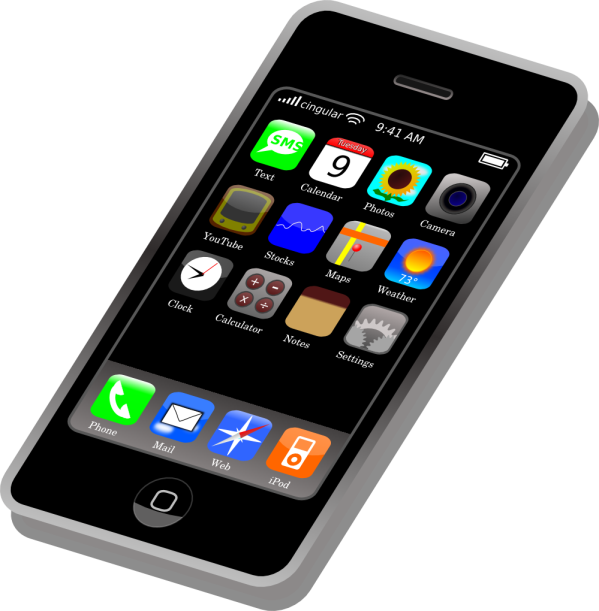 cingular 9:41 AM
SMS Tuesday 9
Text Calendar Photos Camera
73°
YouTube Stocks Maps Weather
Clock Calculator Notes Settings
Phone Mail Web iPod